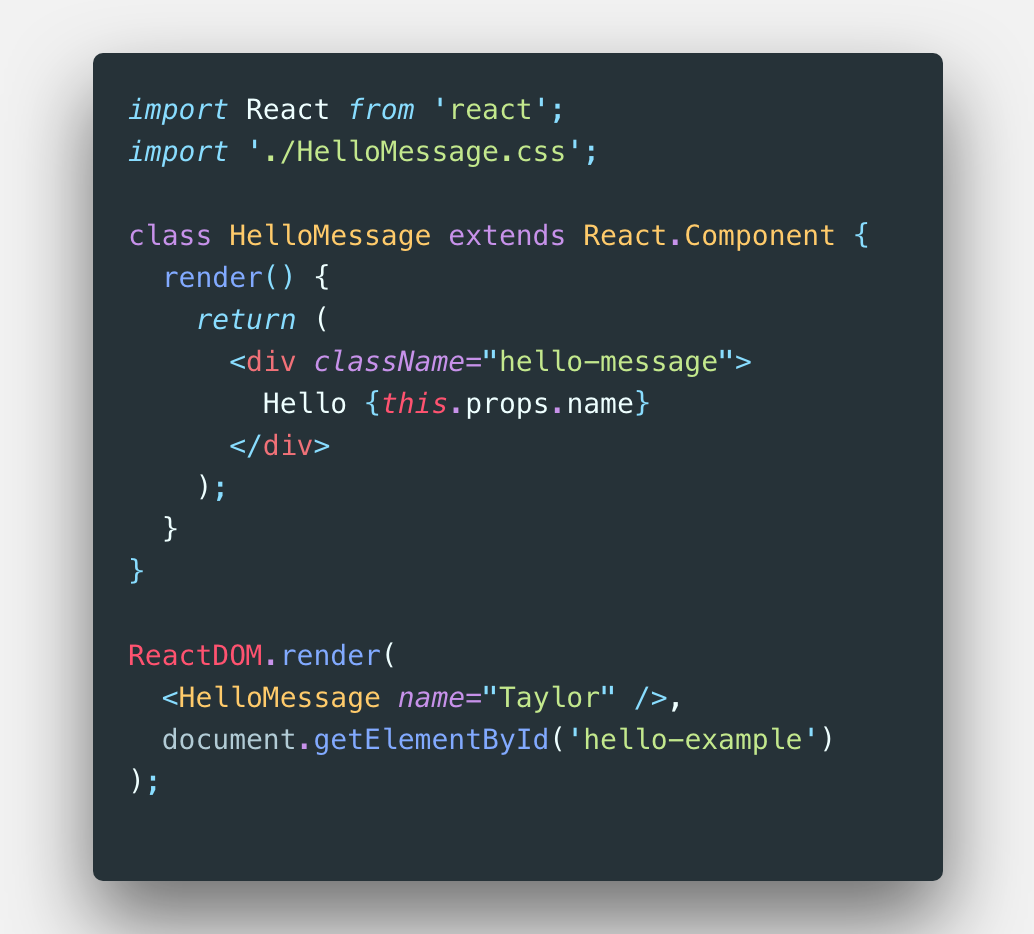 import React from 'react';
import './HelloMessage.css';

class HelloMessage extends React.Component {
  render() {
    return (
      <div className="hello-message">
        Hello {this.props.name}
      </div>
    );
  }
}

ReactDOM.render(
  <HelloMessage name="Taylor" />,
  document.getElementById('hello-example')
);